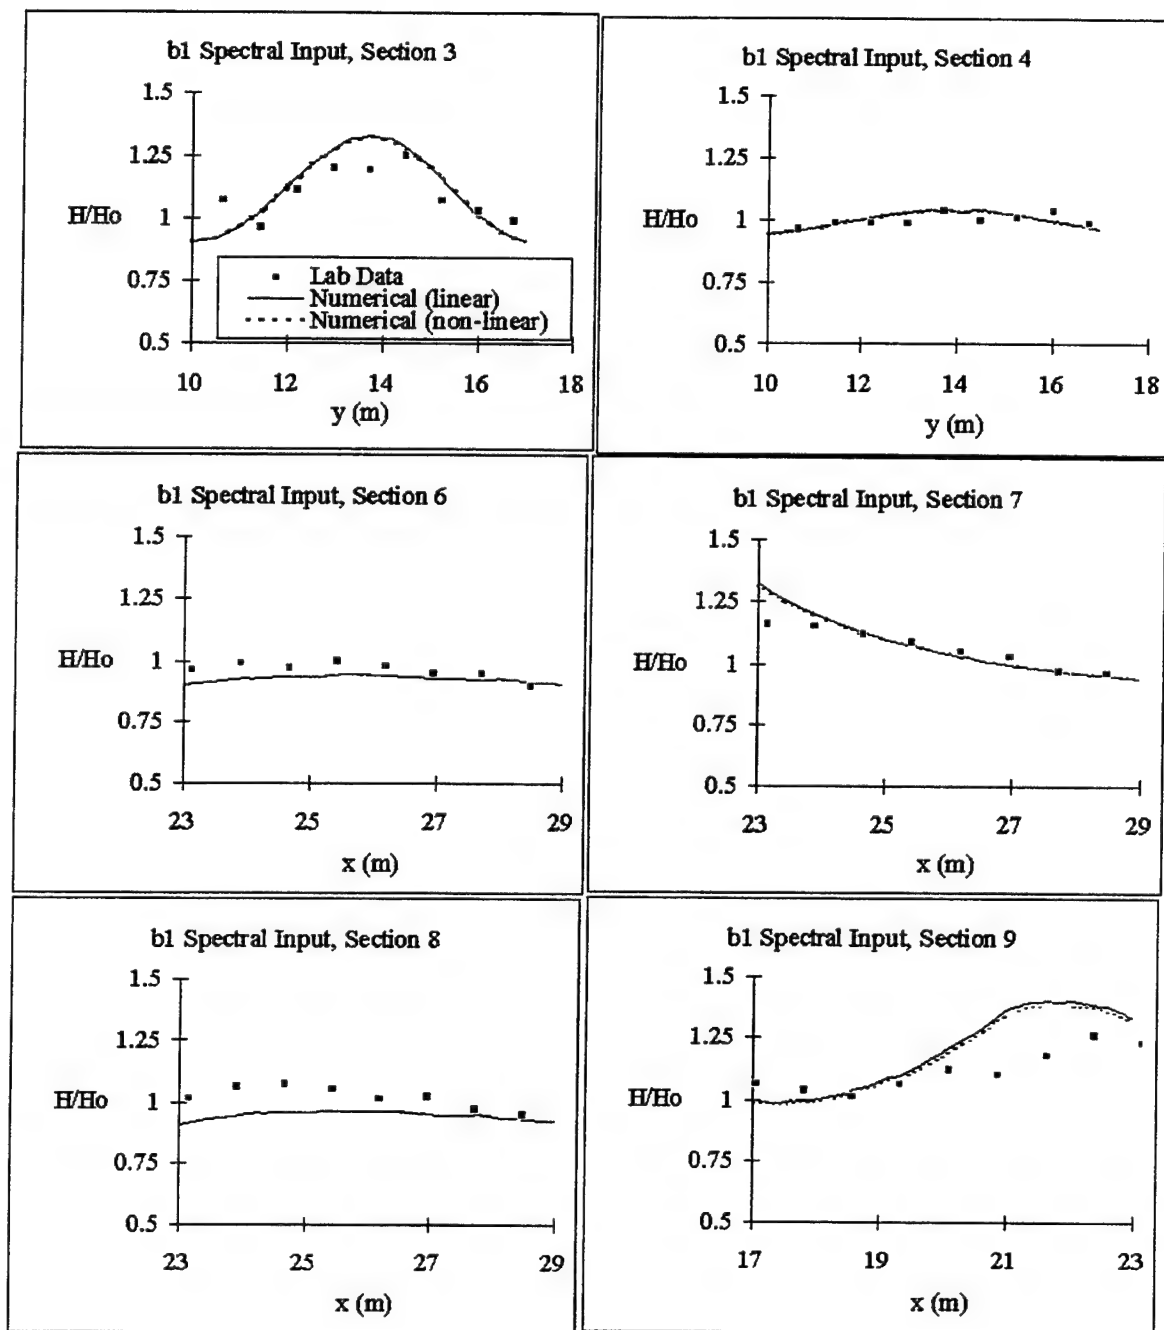 b1 Spectral Input, Section 3
1.5
1.25
H/Ho
1
0.75
0.5
Lab Data
Numerical (linear)
Numerical (non-linear)
10 12 14 16 18
y (m)
b1 Spectral Input, Section 4
1.5
1.25
H/Ho
1
0.75
0.5
10 12 14 16 18
y (m)
b1 Spectral Input, Section 6
1.5
1.25
H/Ho
1
0.75
0.5
23 25 27 29
x (m)
b1 Spectral Input, Section 7
1.5
1.25
H/Ho
1
0.75
0.5
23 25 27 29
x (m)
b1 Spectral Input, Section 8
1.5
1.25
H/Ho
1
0.75
0.5
23 25 27 29
x (m)
b1 Spectral Input, Section 9
1.5
1.25
H/Ho
1
0.75
0.5
17 19 21 23
x (m)